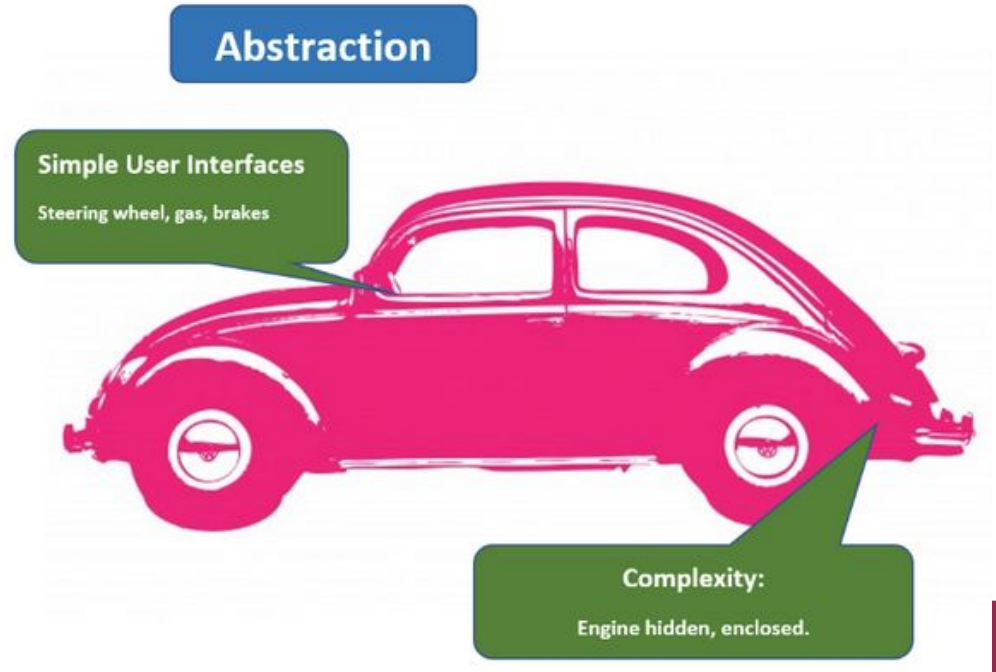 Abstraction
Simple User Interfaces
Steering wheel, gas, brakes
Complexity:
Engine hidden, enclosed.